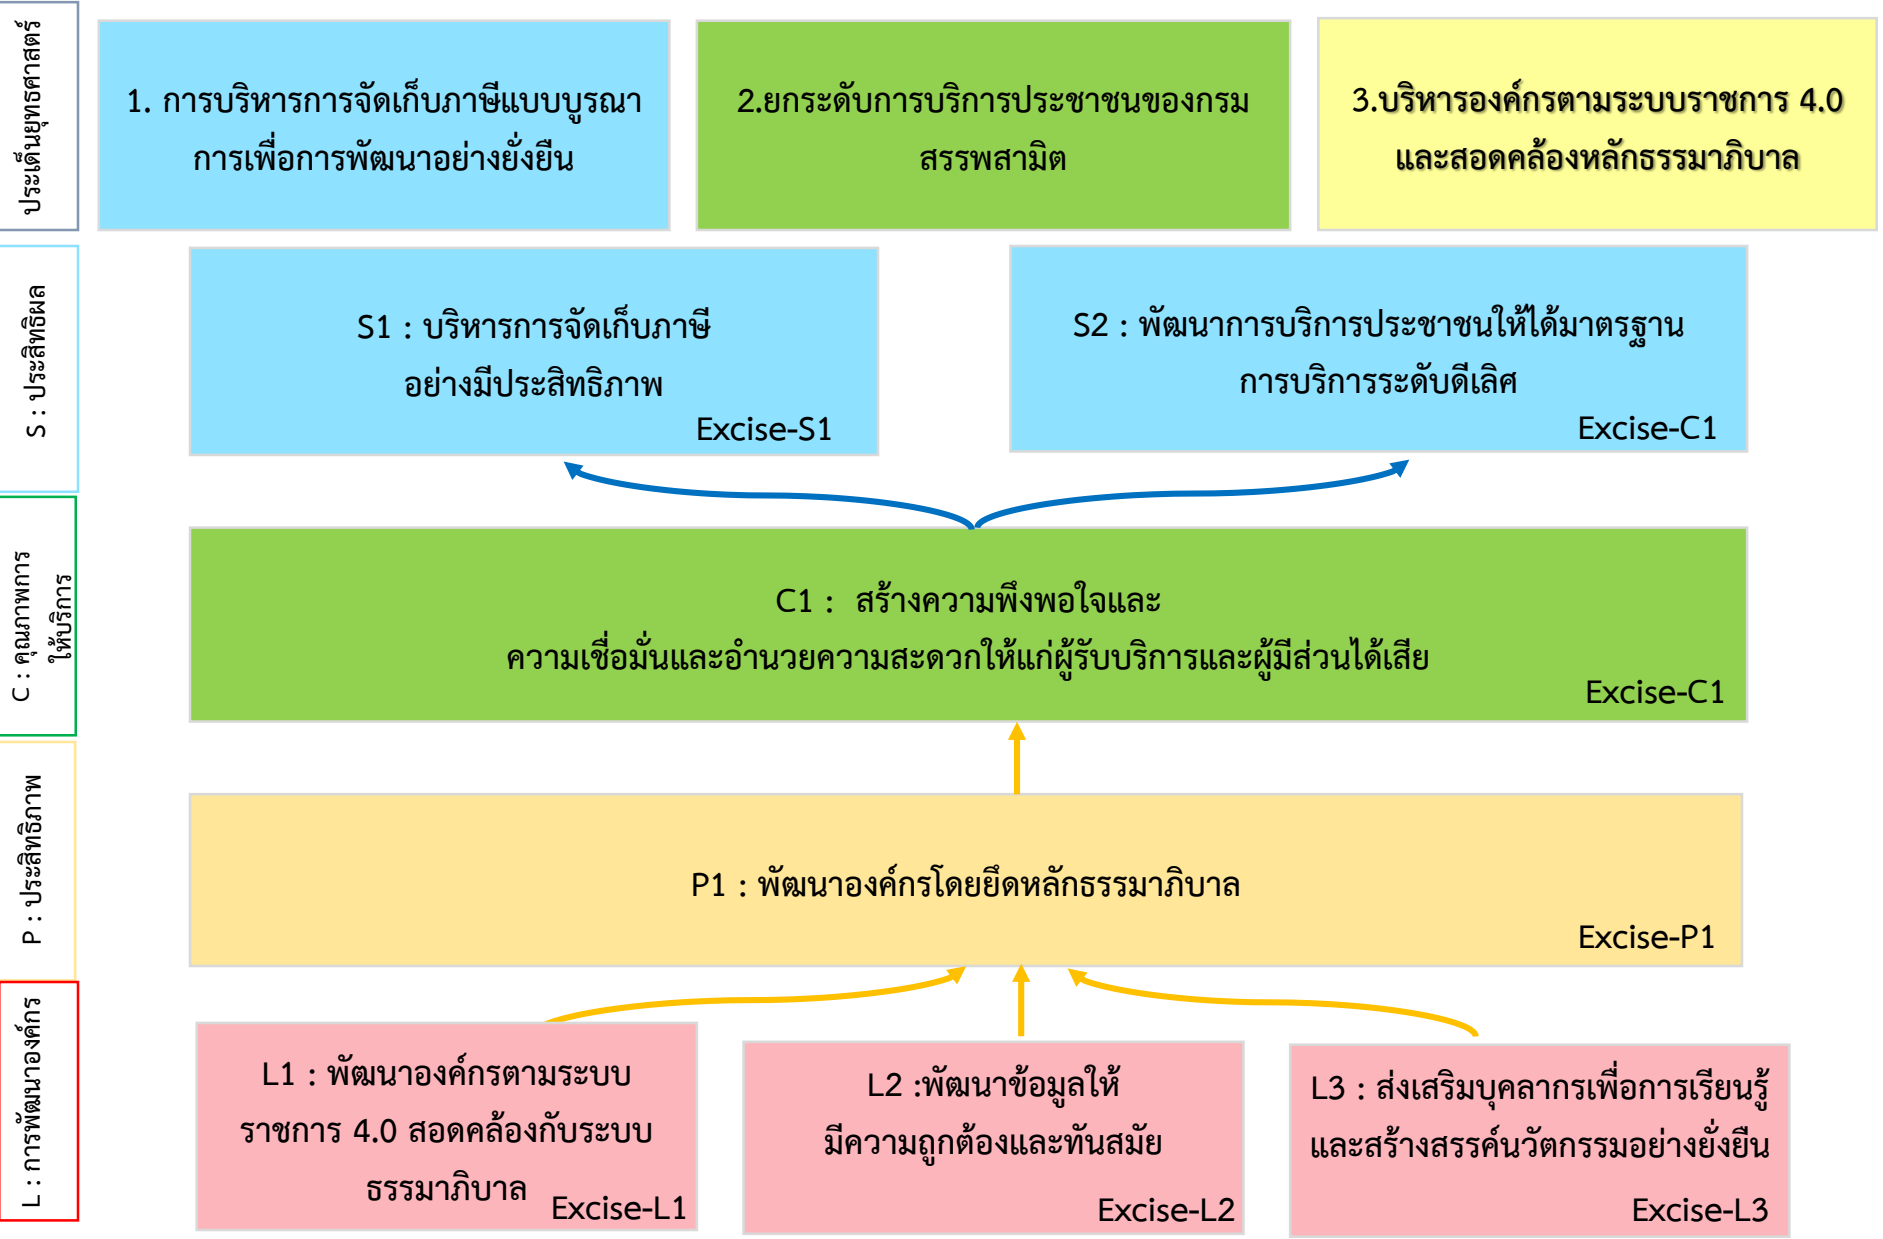 ประเด็นยุทธศาสตร์
1. การบริหารการจัดเก็บภาษีแบบบูรณา
การเพื่อการพัฒนาอย่างยั่งยืน
2.ยกระดับการบริการประชาชนของกรม
สรรพสามิต
3.บริหารองค์กรตามระบบราชการ 4.0
และสอดคล้องหลักธรรมาภิบาล
S : ประสิทธิผล
S1 : บริหารการจัดเก็บภาษี
อย่างมีประสิทธิภาพ
Excise-S1
S2 : พัฒนาการบริการประชาชนให้ได้มาตรฐาน
การบริการระดับดีเลิศ
Excise-C1
C : คุณภาพการ
ให้บริการ
C1 : สร้างความพึงพอใจและ
ความเชื่อมั่นและอำนวยความสะดวกให้แก่ผู้รับบริการและผู้มีส่วนได้เสีย
Excise-C1
P : ประสิทธิภาพ
P1 : พัฒนาองค์กรโดยยึดหลักธรรมาภิบาล
Excise-P1
L : การพัฒนาองค์กร
L1 : พัฒนาองค์กรตามระบบ
ราชการ 4.0 สอดคล้องกับระบบ
ธรรมาภิบาล
Excise-L1
L2 :พัฒนาข้อมูลให้
มีความถูกต้องและทันสมัย
Excise-L2
L3 : ส่งเสริมบุคลากรเพื่อการเรียนรู้
และสร้างสรรค์นวัตกรรมอย่างยั่งยืน
Excise-L3